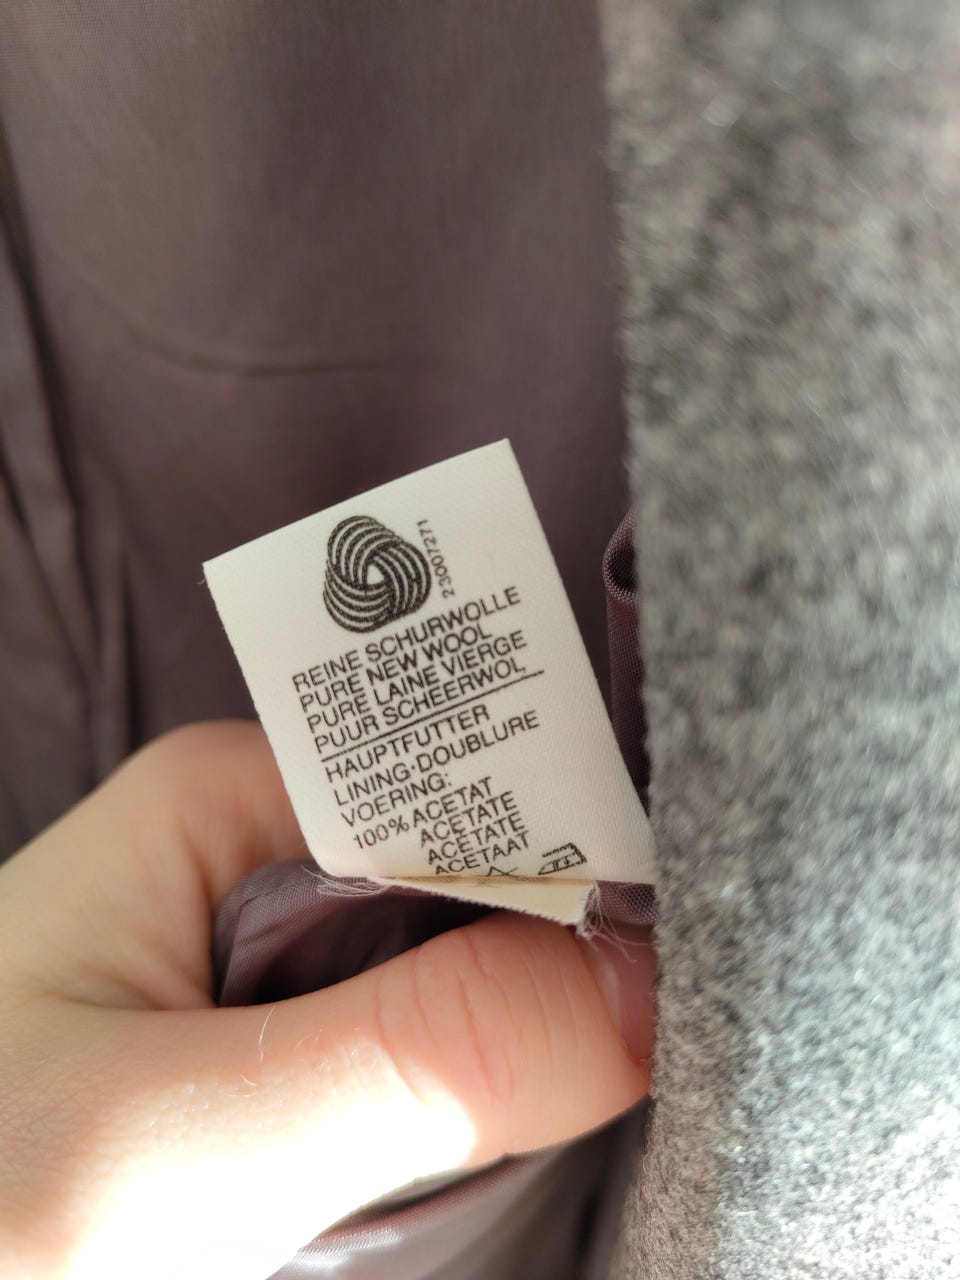 23007271
REINE SCHURWOLLE
PURE NEW WOOL
PURE LAINE VIERGE
PUUR SCHEERWOL
HAUPTFUTTER
LINING·DOUBLURE
VOERING:
100% ACETAT
ACETATE
ACÉTATE
ACETAAT